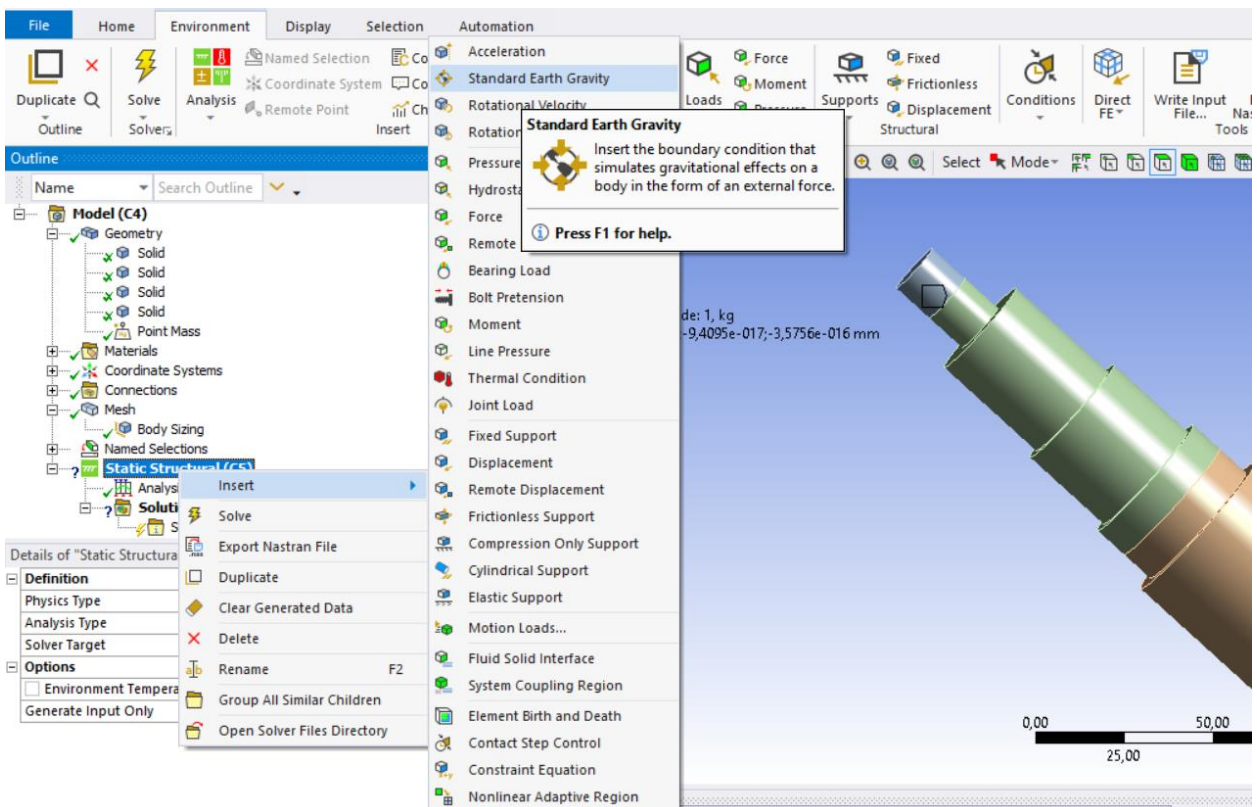 File Home Environment Display Selection Automation
Duplicate
Outline
Solve
Solver
Analysis
Named Selection
Coordinate System
Remote Point
Co
Co
Ch
Insert
Loads
Force
Moment
Supports
Fixed
Frictionless
Displacement
Structural
Conditions
Direct
FE
Write Input
File...
Nas
Tools
Select Mode
Outline
Name Search Outline
Model (C4)
Geometry
Solid
Solid
Solid
Solid
Point Mass
Materials
Coordinate Systems
Connections
Mesh
Body Sizing
Named Selections
Static Structural (C5)
Analysi
Soluti
S
Details of "Static Structura
Definition
Physics Type
Analysis Type
Solver Target
Options
Environment Tempera
Generate Input Only
Insert
Solve
Export Nastran File
Duplicate
Clear Generated Data
Delete
Rename F2
Group All Similar Children
Open Solver Files Directory
Acceleration
Standard Earth Gravity
Rotational Velocity
Rotation
Pressure
Hydrosta
Force
Remote
Bearing Load
Bolt Pretension
Moment
Line Pressure
Thermal Condition
Joint Load
Fixed Support
Displacement
Remote Displacement
Frictionless Support
Compression Only Support
Cylindrical Support
Elastic Support
Motion Loads...
Fluid Solid Interface
System Coupling Region
Element Birth and Death
Contact Step Control
Constraint Equation
Nonlinear Adaptive Region
Standard Earth Gravity
Insert the boundary condition that
simulates gravitational effects on a
body in the form of an external force.
Press F1 for help.
de: 1, kg
-9,4095e-017;-3,5756e-016 mm
0,00 50,00
25,00